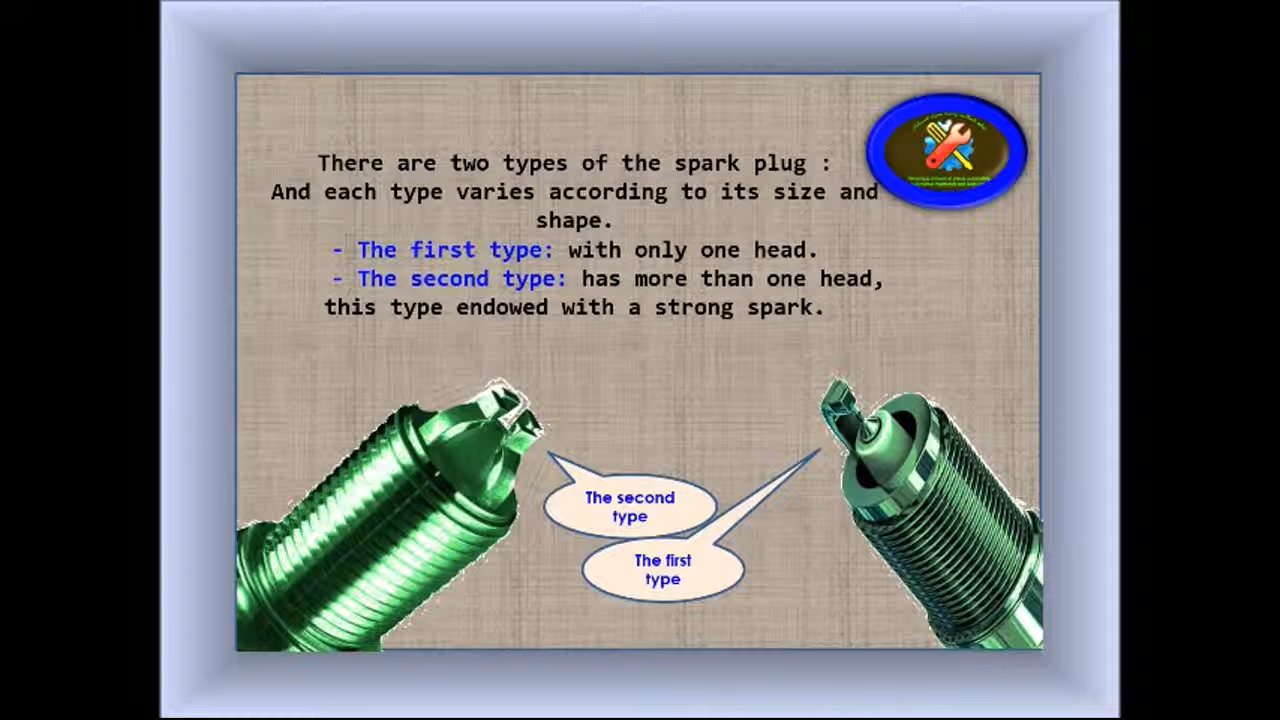 There are two types of the spark plug :
And each type varies according to its size and
shape.
- The first type: with only one head.
- The second type: has more than one head,
this type endowed with a strong spark.
The second
type
The first
type